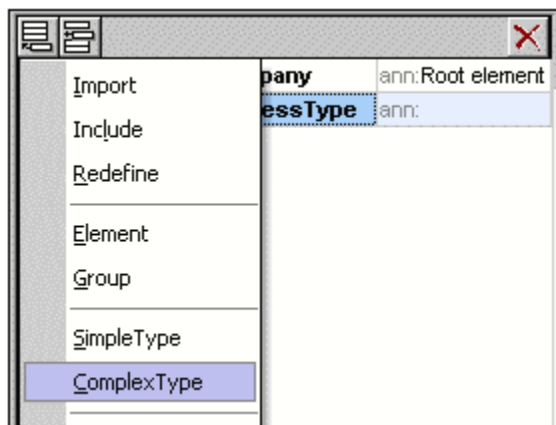 Import
pany ann:Root element
Include
essType ann:
Redefine
Element
Group
SimpleType
ComplexType